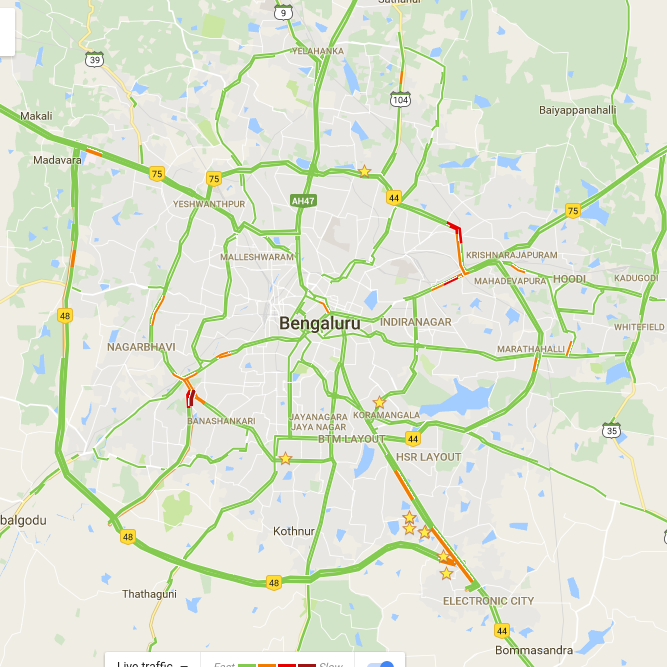 Sathanur
9
YELAHANKA
39
104
Makali
Baiyappanahalli
Madavara
75
75
44
AH47
YESHWANTHPUR
75
MALLESHWARAM
KRISHNARAJAPURAM
MAHADEVAPURA
HOODI
KADUGODI
48
Bengaluru
INDIRANAGAR
WHITEFIELD
NAGARBHAVI
MARATHAHALLI
BANASHANKARI
JAYANAGARA
JAYA NAGAR
KORAMANGALA
BTM LAYOUT
44
35
HSR LAYOUT
balgodu
Kothnur
48
48
Thathaguni
ELECTRONIC CITY
44
Bommasandra
Live traffic
Fast
Slow